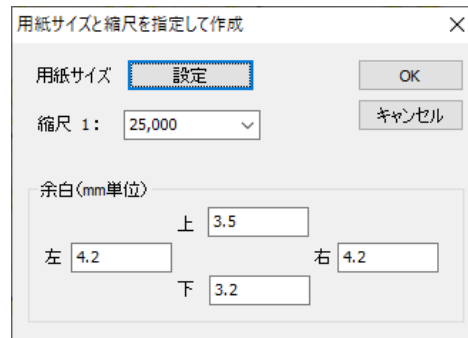 用紙サイズと縮尺を指定して作成
用紙サイズ 設定 OK
縮尺 1: 25,000 キャンセル
余白(mm単位)
上 3.5
左 4.2 右 4.2
下 3.2